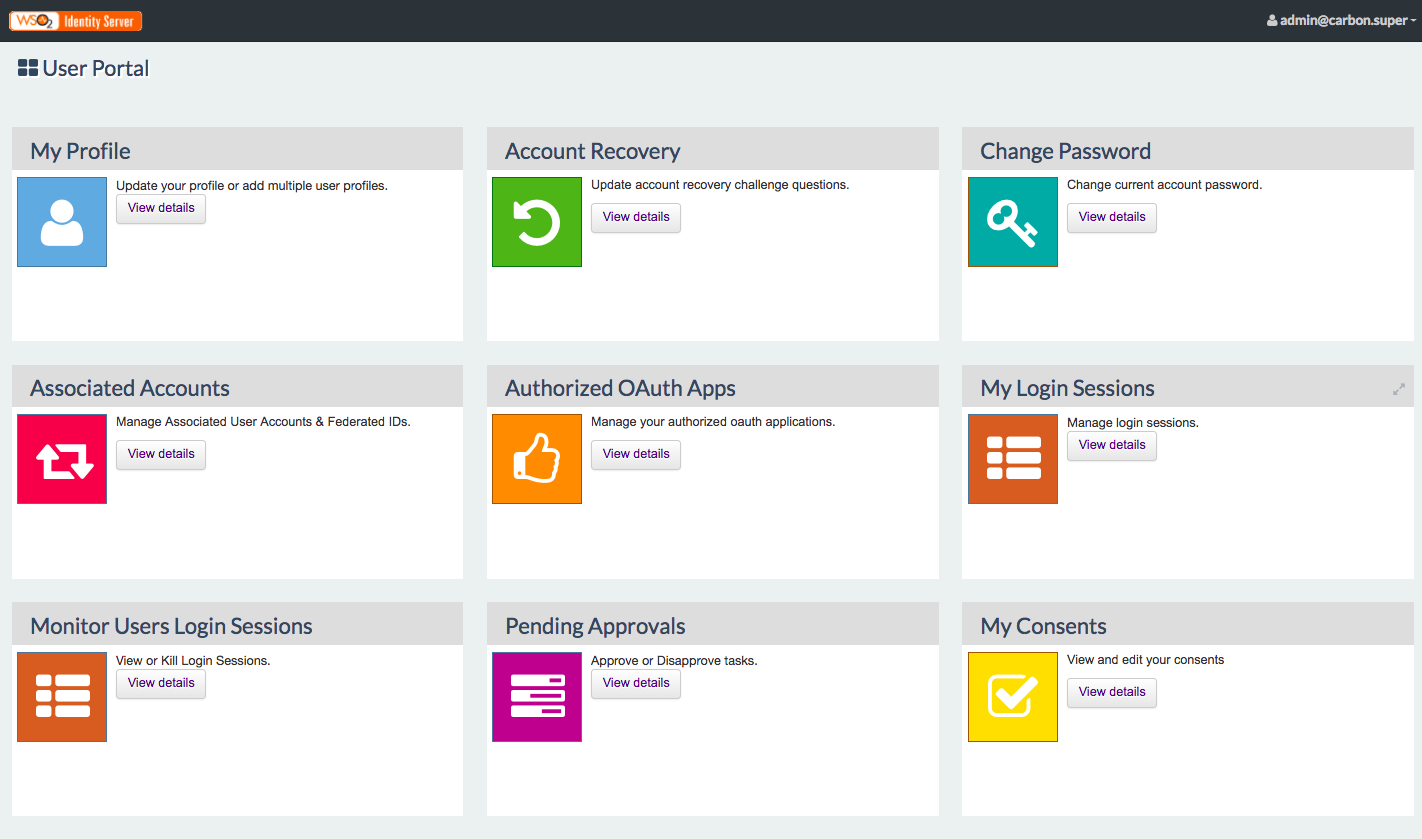 WSO2 Identity Server
admin@carbon.super
User Portal
My Profile
Update your profile or add multiple user profiles.
View details
Account Recovery
Update account recovery challenge questions.
View details
Change Password
Change current account password.
View details
Associated Accounts
Manage Associated User Accounts & Federated IDs.
View details
Authorized OAuth Apps
Manage your authorized oauth applications.
View details
My Login Sessions
Manage login sessions.
View details
Monitor Users Login Sessions
View or Kill Login Sessions.
View details
Pending Approvals
Approve or Disapprove tasks.
View details
My Consents
View and edit your consents
View details